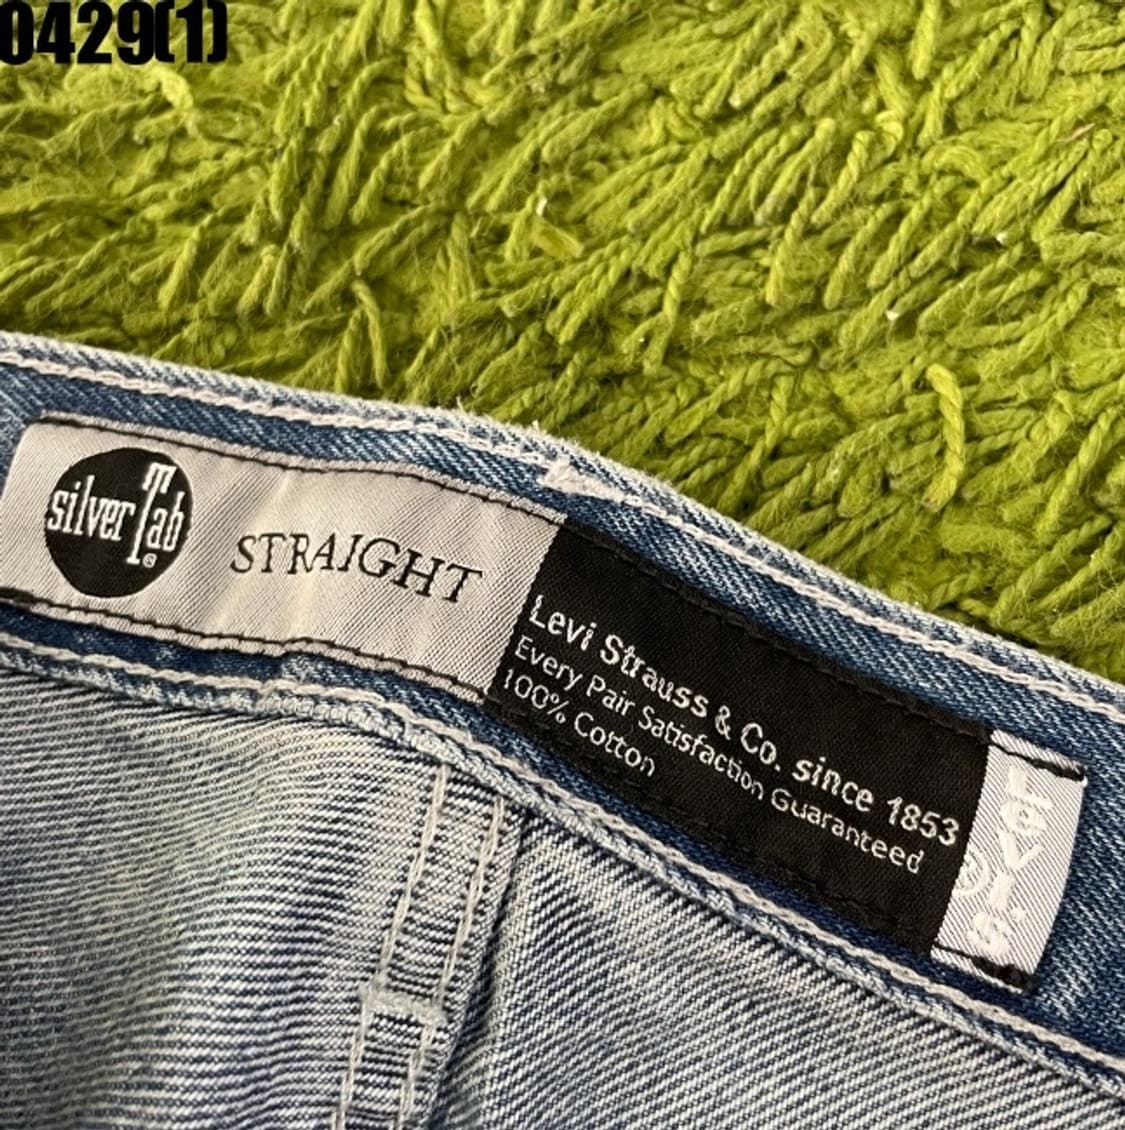 0429(1)
silver Tab
®
STRAIGHT
Levi Strauss & Co. since 1853
Every Pair Satisfaction Guaranteed
100% Cotton
Levi's
®